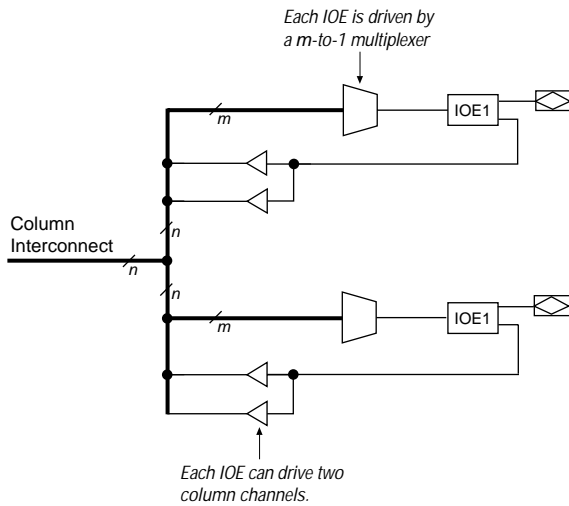 Each IOE is driven by
a m-to-1 multiplexer
m
IOE1
Column
Interconnect
n
n
n
m
IOE1
Each IOE can drive two
column channels.